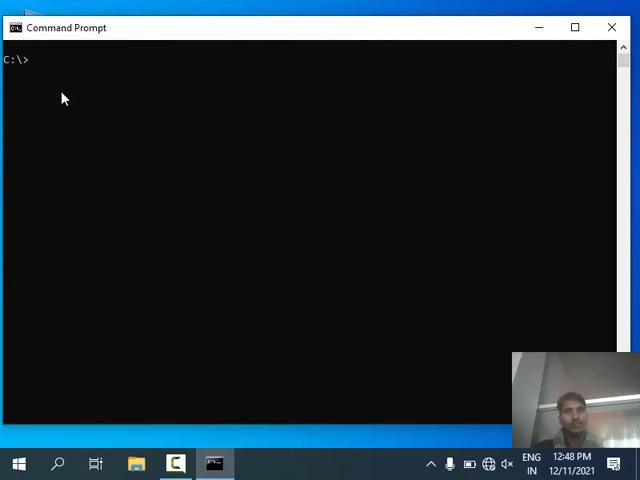 Command Prompt
C:\>
ENG
IN
12:48 PM
12/11/2021